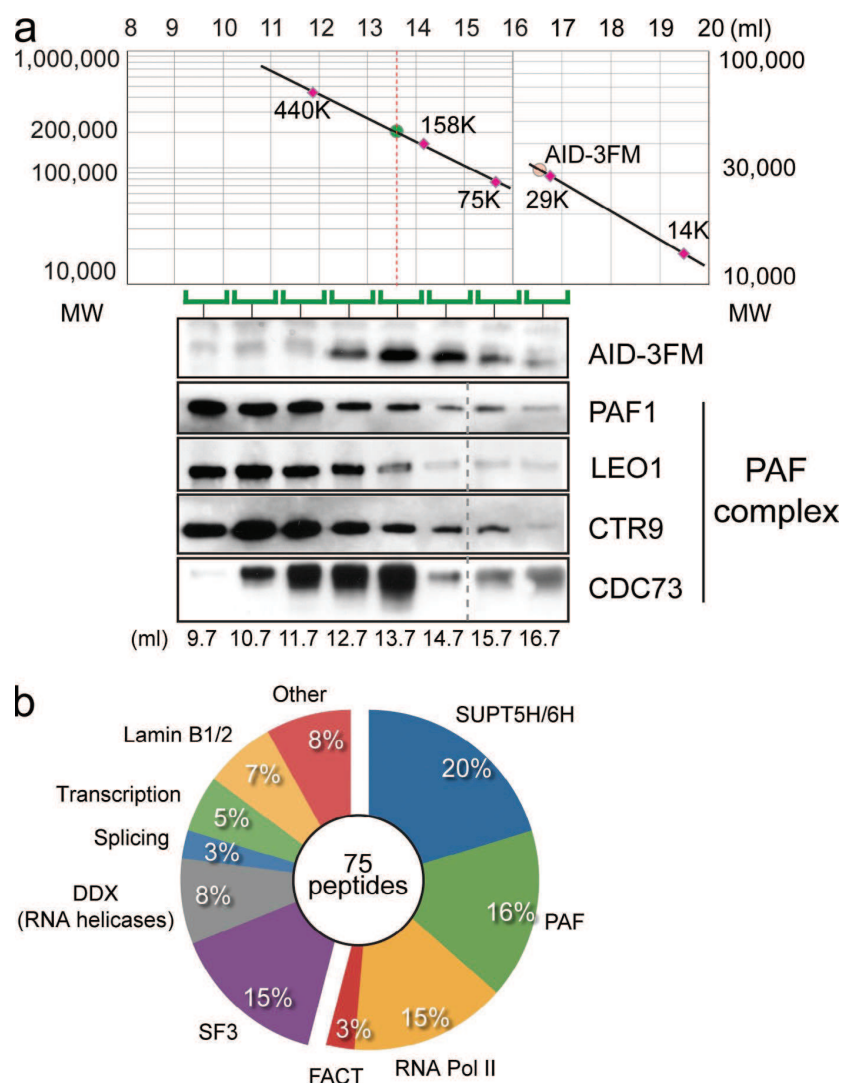 a
8 9 10 11 12 13 14 15 16 17 18 19 20 (ml)
1,000,000
200,000
100,000
10,000
MW
440K
158K
75K
AID-3FM
29K
14K
100,000
30,000
10,000
MW
AID-3FM
PAF1
LEO1
CTR9
CDC73
PAF
complex
(ml) 9.7 10.7 11.7 12.7 13.7 14.7 15.7 16.7
b
Other
8%
Lamin B1/2
7%
Transcription
5%
Splicing
3%
DDX
(RNA helicases)
8%
SF3
15%
FACT
3%
RNA Pol II
15%
PAF
16%
SUPT5H/6H
20%
75
peptides